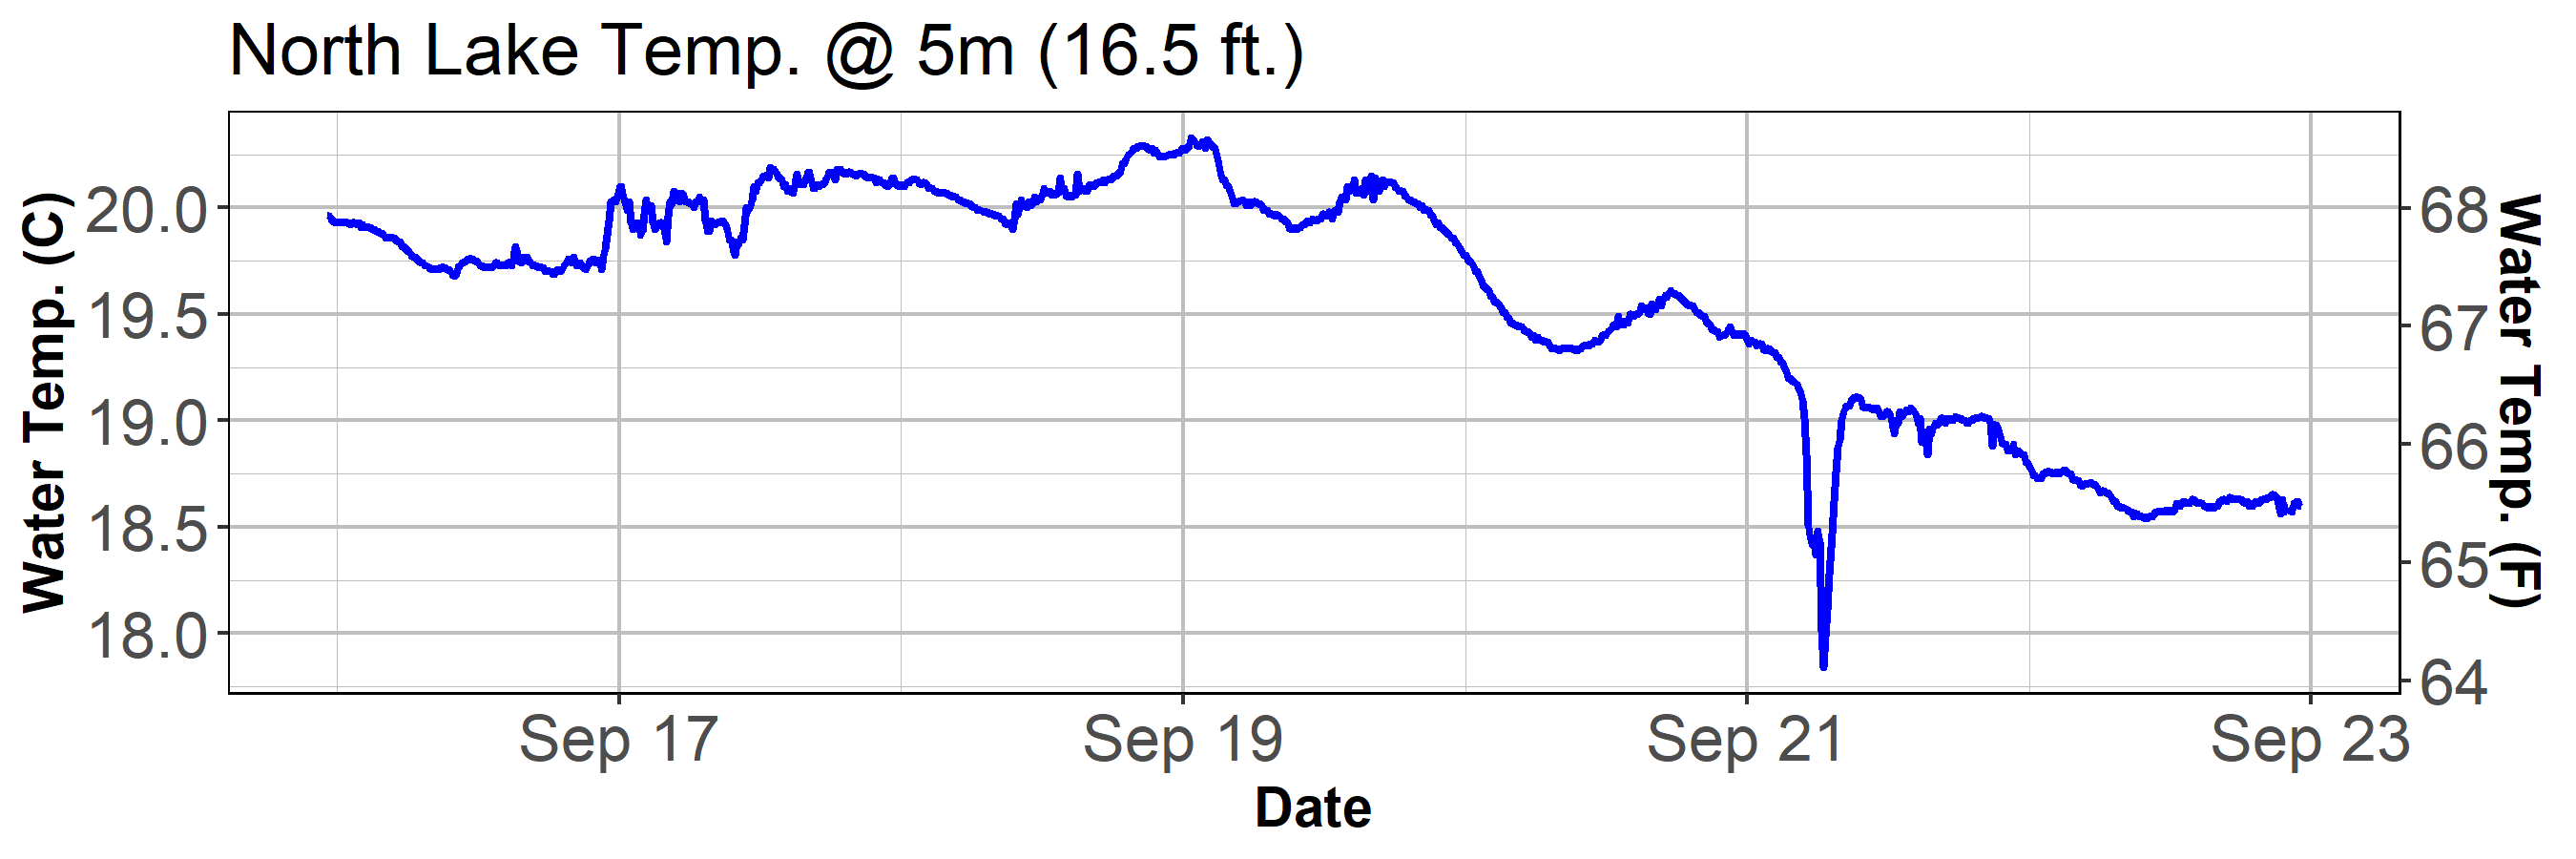 North Lake Temp. @ 5m (16.5 ft.)
Water Temp. (C)
20.0
19.5
19.0
18.5
18.0
68
67
66
65
64
Water Temp. (F)
Sep 17 Sep 19 Sep 21 Sep 23
Date